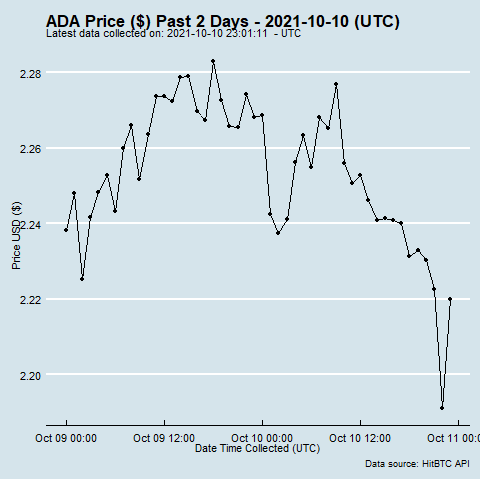 ADA Price ($) Past 2 Days - 2021-10-10 (UTC)
Latest data collected on: 2021-10-10 23:01:11 - UTC
2.28
2.26
2.24
2.22
2.20
Price USD ($)
Oct 09 00:00
Oct 09 12:00
Oct 10 00:00
Oct 10 12:00
Oct 11 00:0
Date Time Collected (UTC)
Data source: HitBTC API